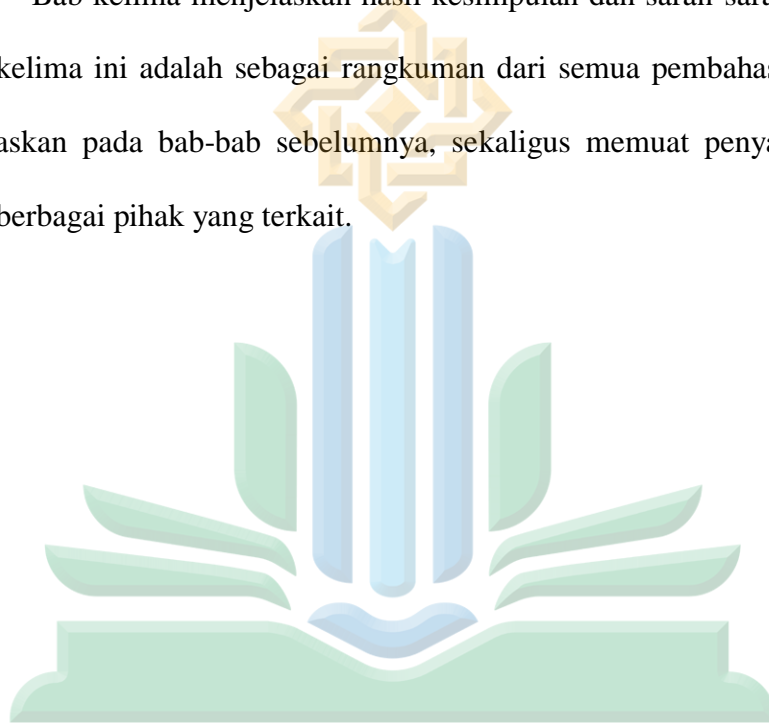 Bab kelima menjelaskan hasil kesimpulan dan saran
kelima ini adalah sebagai rangkuman dari semua
pada bab-bab sebelumnya, sekaligus memuat
berbagai pihak yang terkait.